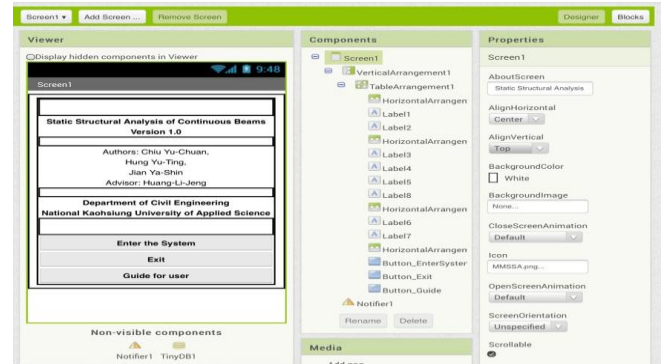 Screen1 ▾ Add Screen ... Remove Screen Designer Blocks
Viewer
Display hidden components in Viewer
9:48
Screen1
Static Structural Analysis of Continuous Beams
Version 1.0
Authors: Chiu Yu-Chuan,
Hung Yu-Ting,
Jian Ya-Shin
Advisor: Huang-Li-Jeng
Department of Civil Engineering
National Kaohsiung University of Applied Science
Enter the System
Exit
Guide for user
Non-visible components
Notifier1 TinyDB1
Components
Screen1
VerticalArrangement1
TableArrangement1
HorizontalArrangen
Label1
Label2
HorizontalArrangen
Label3
Label4
Label5
Label8
HorizontalArrangen
Label6
Label7
HorizontalArrangen
Button_EnterSyster
Button_Exit
Button_Guide
Notifier1
Rename Delete
Media
Properties
Screen1
AboutScreen
Static Structural Analysis
AlignHorizontal
Center
AlignVertical
Top
BackgroundColor
White
BackgroundImage
None...
CloseScreenAnimation
Default
Icon
MMSSA.png...
OpenScreenAnimation
Default
ScreenOrientation
Unspecified
Scrollable